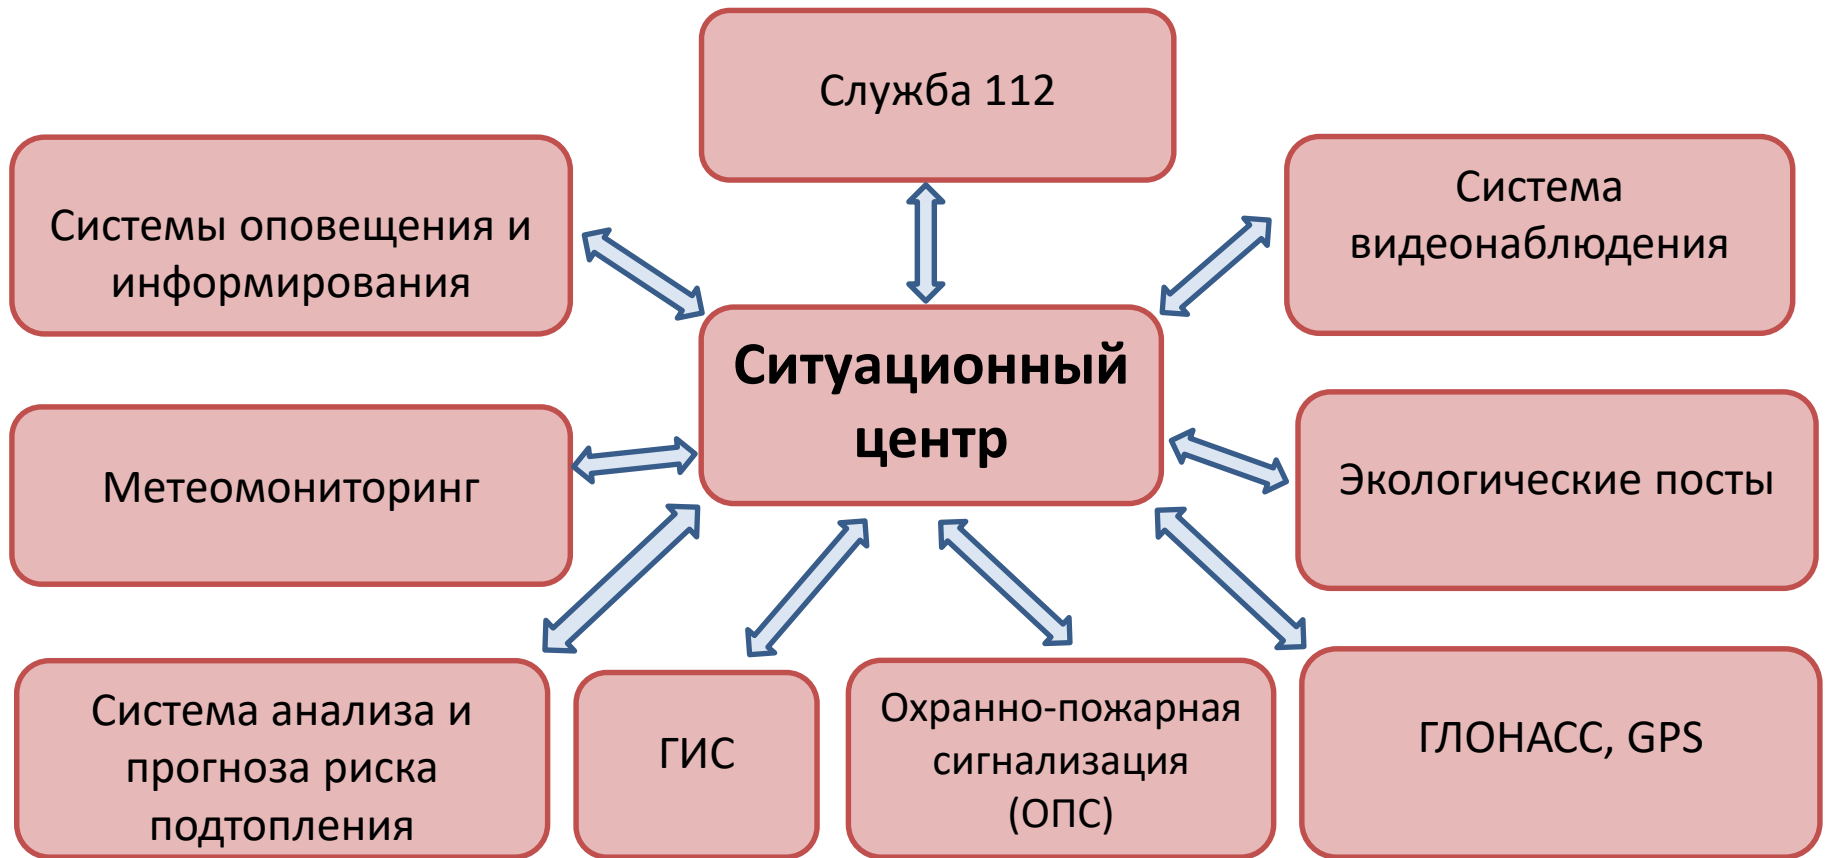 Служба 112
Системы оповещения и
информирования
Система
видеонаблюдения
Ситуационный
центр
Метеомониторинг
Экологические посты
Система анализа и
прогноза риска
подтопления
ГИС
Охранно-пожарная
сигнализация
(ОПС)
ГЛОНАСС, GPS